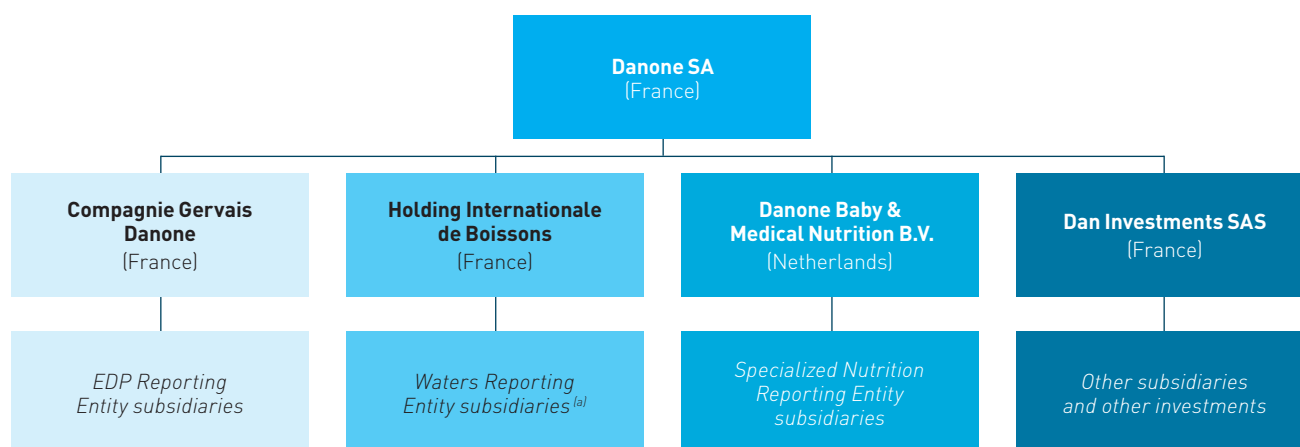 Danone SA
(France)
Compagnie Gervais
Danone
(France)
Holding Internationale
de Boissons
(France)
Danone Baby &
Medical Nutrition B.V.
(Netherlands)
Dan Investments SAS
(France)
EDP Reporting
Entity subsidiaries
Waters Reporting
Entity subsidiaries (a)
Specialized Nutrition
Reporting Entity
subsidiaries
Other subsidiaries
and other investments